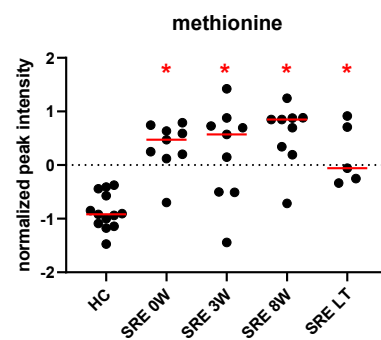 methionine
* * * *
2
1
0
-1
-2
normalized peak intensity
HC
SRE 0W
SRE 3W
SRE 8W
SRE LT